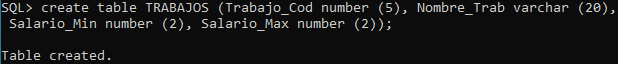 SQL> create table TRABAJOS (Trabajo_Cod number (5), Nombre_Trab varchar (20),
 Salario_Min number (2), Salario_Max number (2));
Table created.